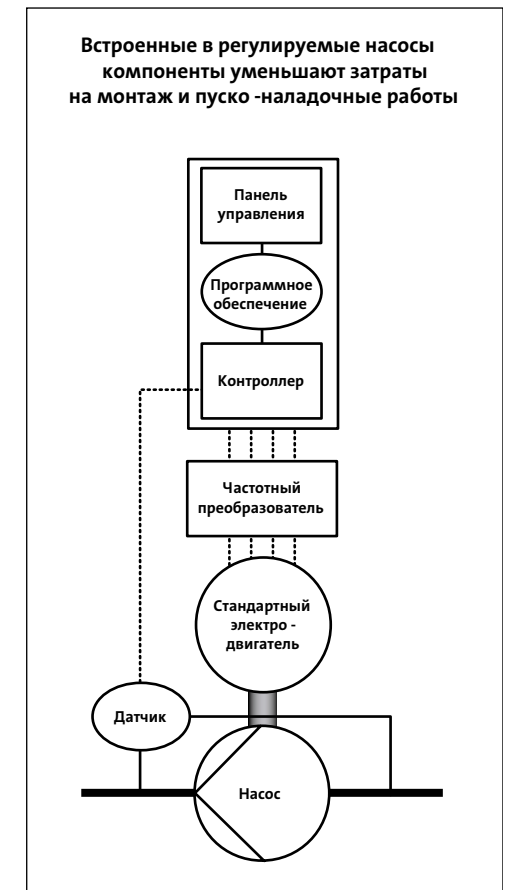 Встроенные в регулируемые насосы
компоненты уменьшают затраты
на монтаж и пуско -наладочные работы
Панель
управления
Программное
обеспечение
Контроллер
Частотный
преобразователь
Стандартный
электро -
двигатель
Датчик
Насос